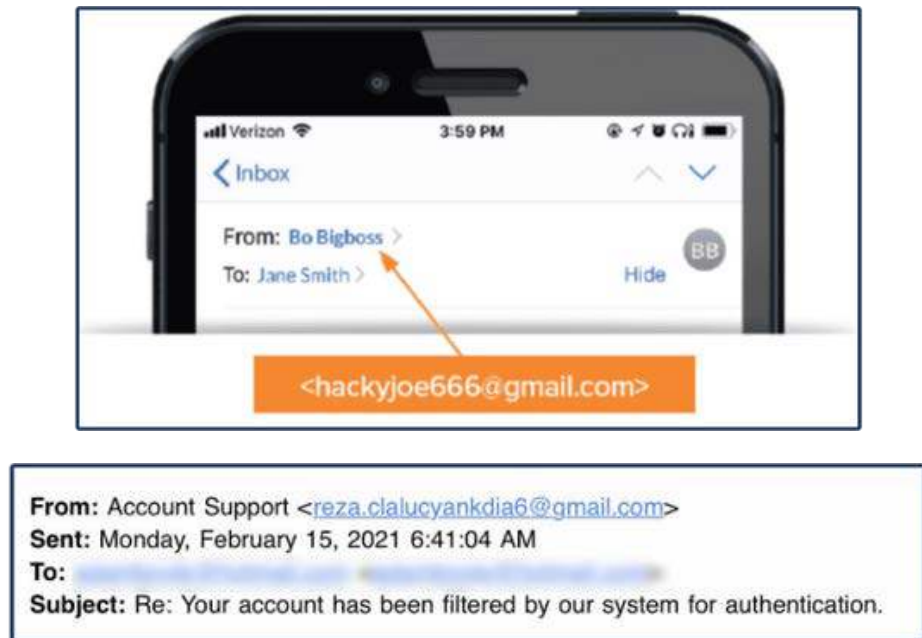 Verizon 3:59 PM
Inbox
From: Bo Bigboss >
BB
To: Jane Smith >
Hide
<hackyjoe666@gmail.com>
From: Account Support <reza.clalucyankdia6@gmail.com>
Sent: Monday, February 15, 2021 6:41:04 AM
To:
Subject: Re: Your account has been filtered by our system for authentication.